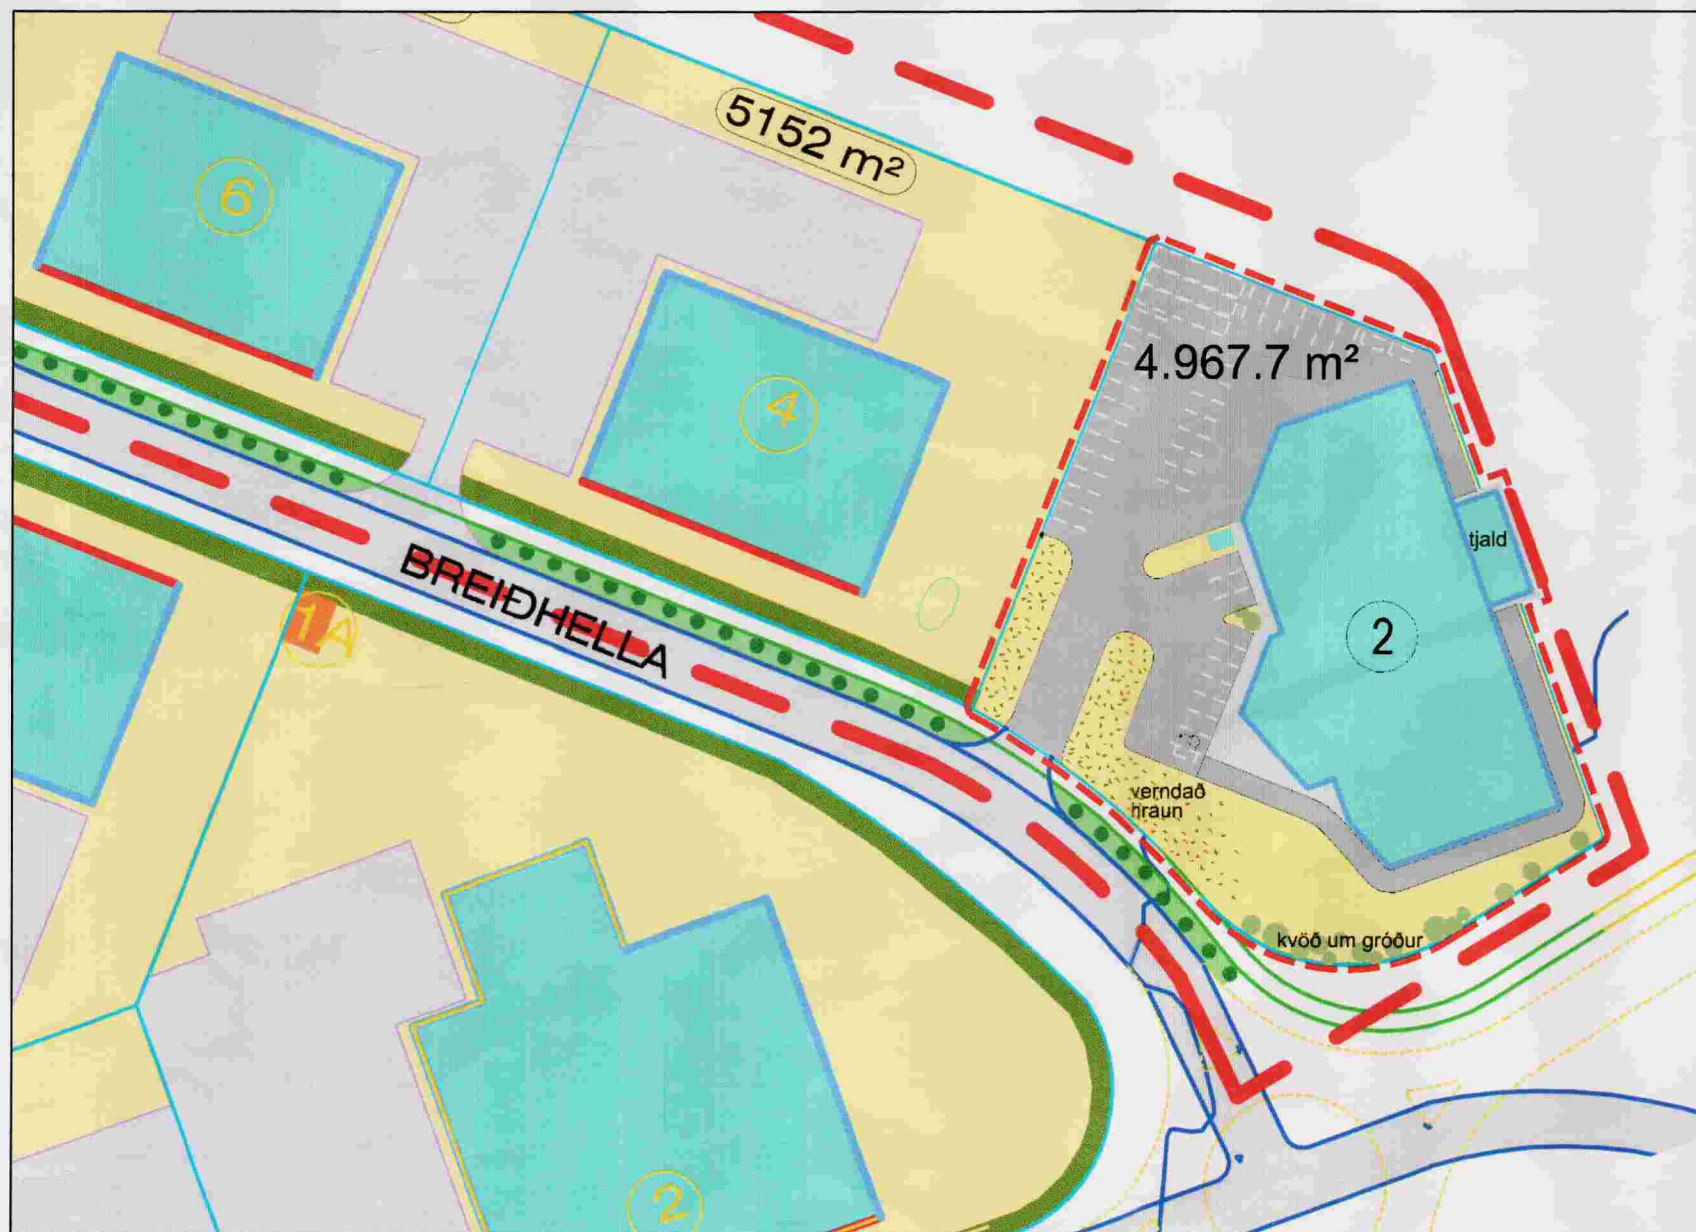 5152 m²
6
4.967.7 m²
4
tjald
BREIÐHELLA
1A
2
verndað
hraun
kvöð um gróður
2